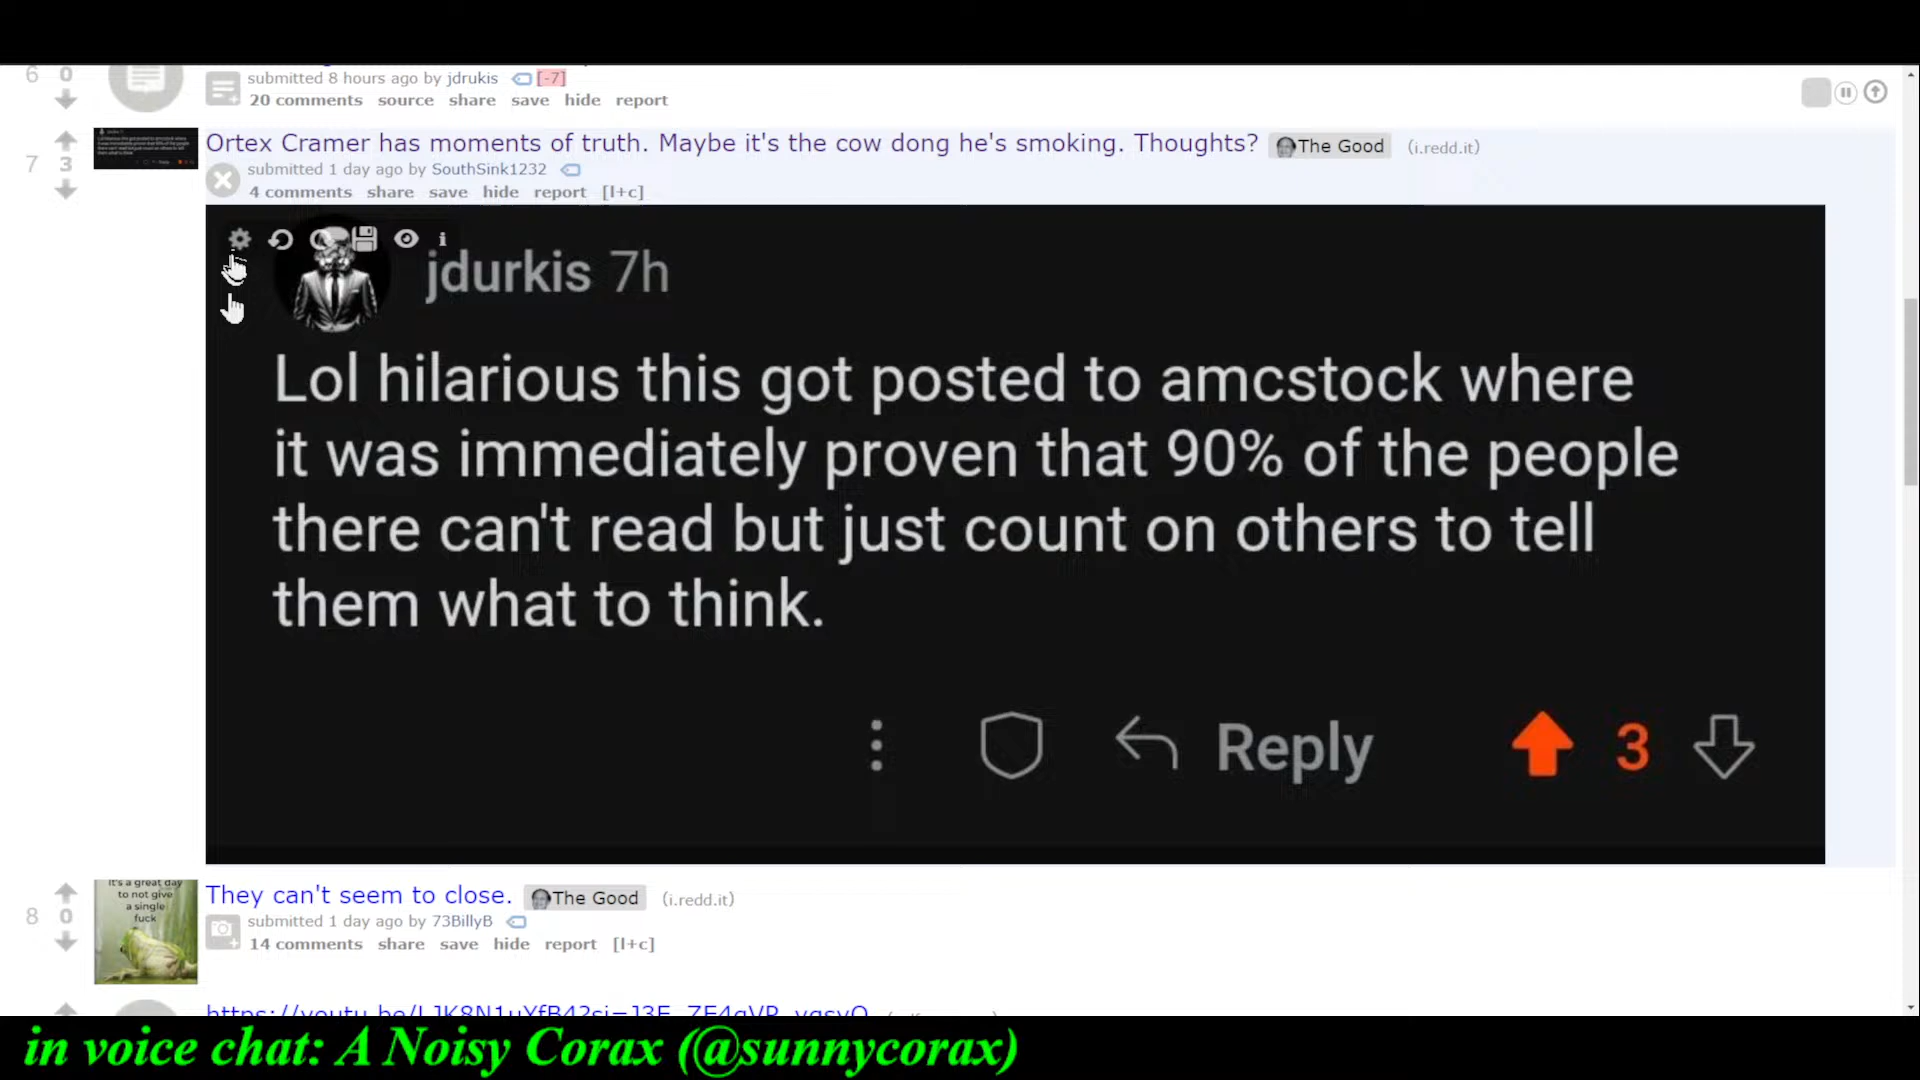 6 0
submitted 8 hours ago by jdrukis [-7]
20 comments source share save hide report
Ortex Cramer has moments of truth. Maybe it's the cow dong he's smoking. Thoughts? The Good (i.redd.it)
7 3
submitted 1 day ago by SouthSink1232
4 comments share save hide report [l+c]
jdurkis 7h
Lol hilarious this got posted to amcstock where
it was immediately proven that 90% of the people
there can't read but just count on others to tell
them what to think.
Reply 3
It's a great day
to not give
a single
fuck
They can't seem to close. The Good (i.redd.it)
8 0
submitted 1 day ago by 73BillyB
14 comments share save hide report [l+c]
in voice chat: A Noisy Corax (@sunnycorax)